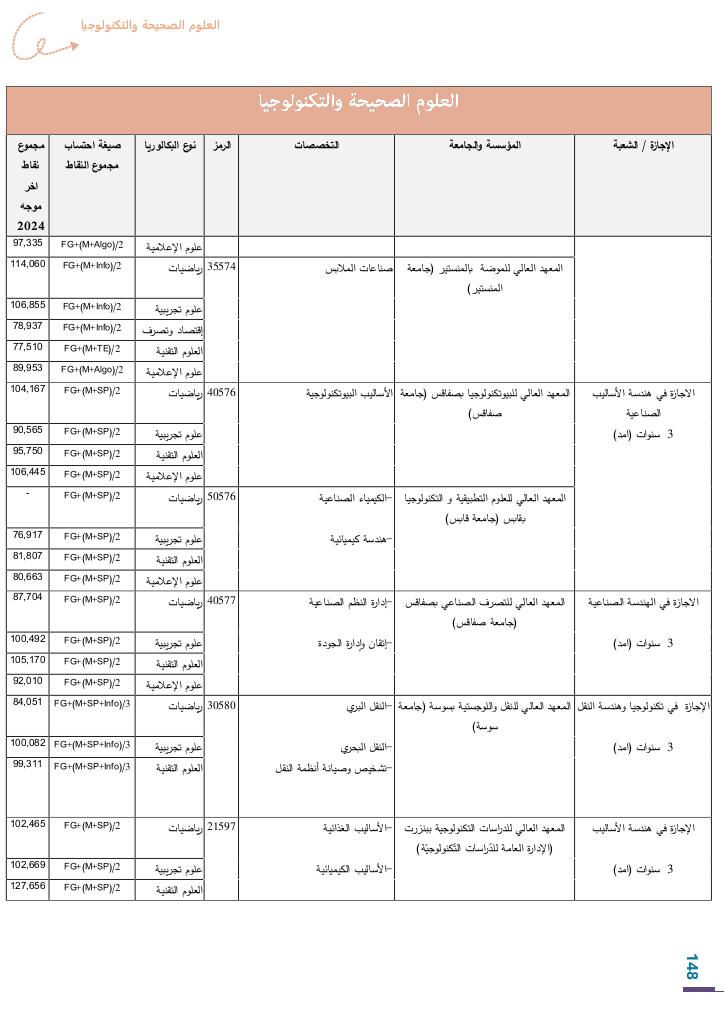 العلوم الصحيحة والتكنولوجيا
العلوم الصحيحة والتكنولوجيا
الإجازة / الشعبة	المؤسسة والجامعة	التخصصات	الرمز	نوع البكالوريا	صيغة احتساب مجموع النقاط	مجموع نقاط اخر موجه 2024
علوم الإعلامية	FG+(M+Algo)/2	97,335
المعهد العالي للموضة بالمنستير (جامعة المنستير)	صناعات الملابس	35574	رياضيات	FG+(M+Info)/2	114,060
علوم تجريبية	FG+(M+Info)/2	106,855
إقتصاد وتصرف	FG+(M+Info)/2	78,937
العلوم التقنية	FG+(M+TE)/2	77,510
علوم الإعلامية	FG+(M+Algo)/2	89,953
الاجازة في هندسة الأساليب الصناعية	المعهد العالي للبيوتكنولوجيا بصفاقس (جامعة صفاقس)	الأساليب البيوتكنولوجية	40576	رياضيات	FG+(M+SP)/2	104,167
3 سنوات (امد)	علوم تجريبية	FG+(M+SP)/2	90,565
العلوم التقنية	FG+(M+SP)/2	95,750
علوم الإعلامية	FG+(M+SP)/2	106,445
المعهد العالي للعلوم التطبيقية و التكنولوجيا بقابس (جامعة قابس)	–الكيمياء الصناعية	50576	رياضيات	FG+(M+SP)/2	-
–هندسة كيميائية	علوم تجريبية	FG+(M+SP)/2	76,917
العلوم التقنية	FG+(M+SP)/2	81,807
علوم الإعلامية	FG+(M+SP)/2	80,663
الاجازة في الهندسة الصناعية	المعهد العالي للتصرف الصناعي بصفاقس (جامعة صفاقس)	–إدارة النظم الصناعية	40577	رياضيات	FG+(M+SP)/2	87,704
3 سنوات (امد)	–إتقان وإدارة الجودة	علوم تجريبية	FG+(M+SP)/2	100,492
العلوم التقنية	FG+(M+SP)/2	105,170
علوم الإعلامية	FG+(M+SP)/2	92,010
الإجازة في تكنولوجيا وهندسة النقل	المعهد العالي للنقل واللوجستية بسوسة (جامعة سوسة)	–النقل البري	30580	رياضيات	FG+(M+SP+Info)/3	84,051
3 سنوات (امد)	–النقل البحري	علوم تجريبية	FG+(M+SP+Info)/3	100,082
–تشخيص وصيانة أنظمة النقل	العلوم التقنية	FG+(M+SP+Info)/3	99,311
الإجازة في هندسة الأساليب	المعهد العالي للدراسات التكنولوجية ببنزرت (الإدارة العامة للدّراسات التّكنولوجيّة)	–الأساليب الغذائية	21597	رياضيات	FG+(M+SP)/2	102,465
3 سنوات (امد)	–الأساليب الكيميائية	علوم تجريبية	FG+(M+SP)/2	102,669
العلوم التقنية	FG+(M+SP)/2	127,656
148